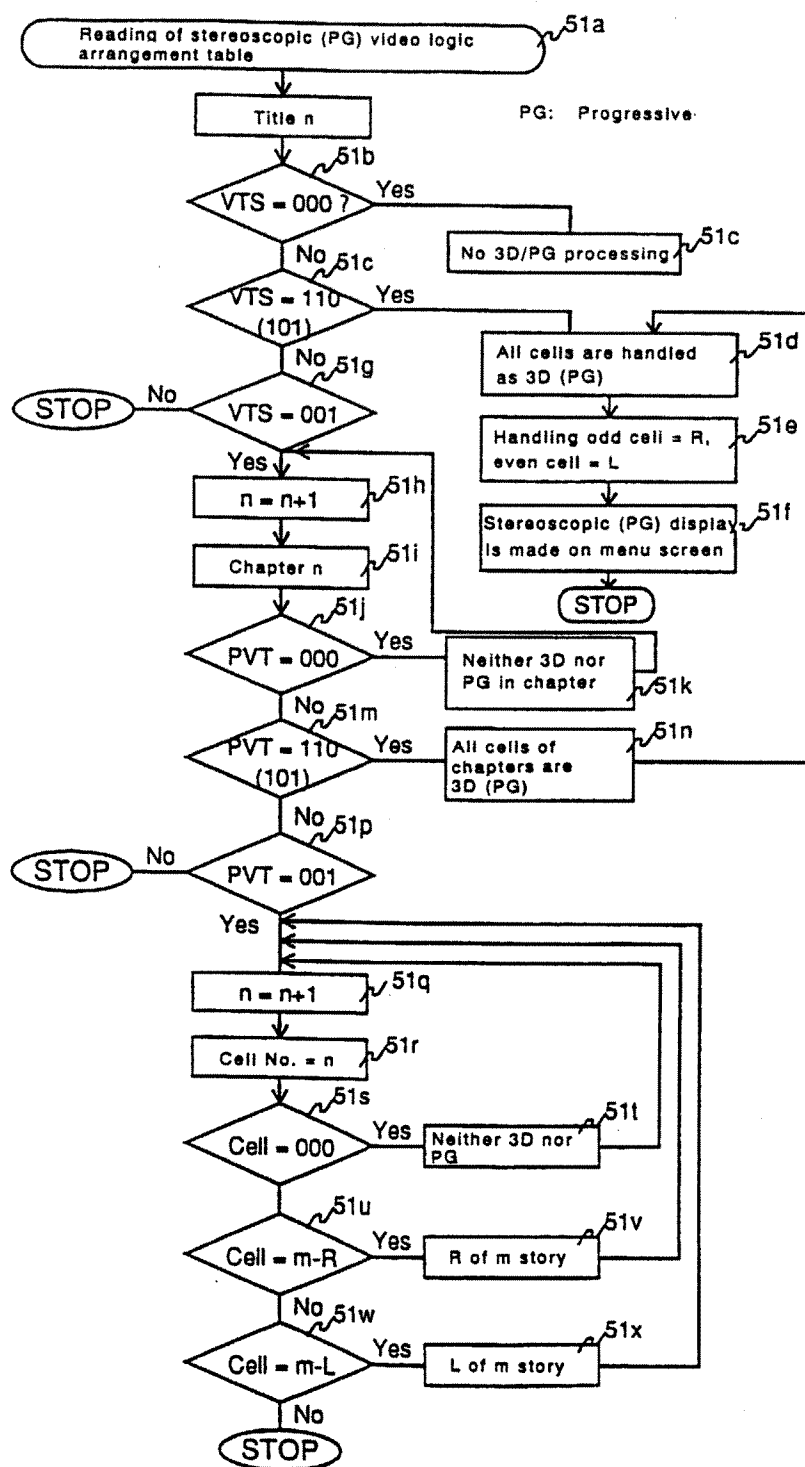 Reading of stereoscopic (PG) video logic
arrangement table
51a
Title n
PG: Progressive
51b
VTS = 000 ?
Yes
No
No 3D/PG processing
51c
51c
VTS = 110
(101)
Yes
No
All cells are handled
as 3D (PG)
51d
51g
VTS = 001
No
STOP
Yes
Handling odd cell = R,
even cell = L
51e
n = n+1
51h
Stereoscopic (PG) display
is made on menu screen
51f
STOP
Chapter n
51i
51j
PVT = 000
Yes
No
Neither 3D nor
PG in chapter
51k
51m
PVT = 110
(101)
Yes
No
All cells of
chapters are
3D (PG)
51n
51p
PVT = 001
No
STOP
Yes
n = n+1
51q
Cell No. = n
51r
51s
Cell = 000
Yes
Neither 3D nor
PG
51t
51u
Cell = m-R
Yes
No
R of m story
51v
51w
Cell = m-L
Yes
No
L of m story
51x
STOP